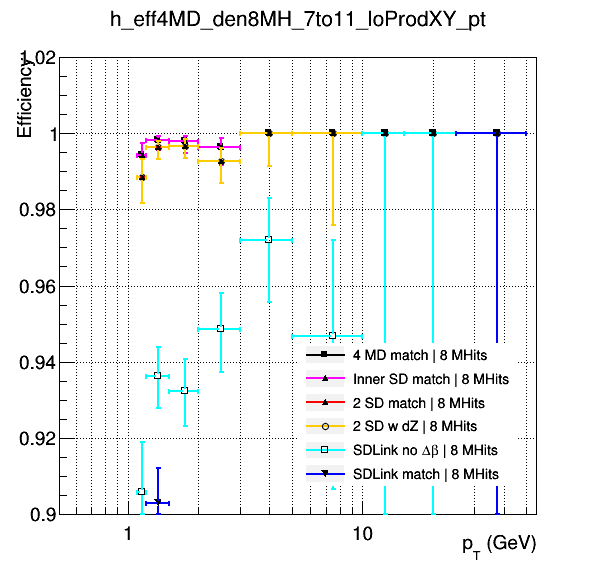 h_eff4MD_den8MH_7to11_loProdXY_pt
Efficiency
1.02
1
0.98
0.96
0.94
0.92
0.9
4 MD match | 8 MHits
Inner SD match | 8 MHits
2 SD match | 8 MHits
2 SD w dZ | 8 MHits
SDLink no Δβ | 8 MHits
SDLink match | 8 MHits
1
10
p_T (GeV)